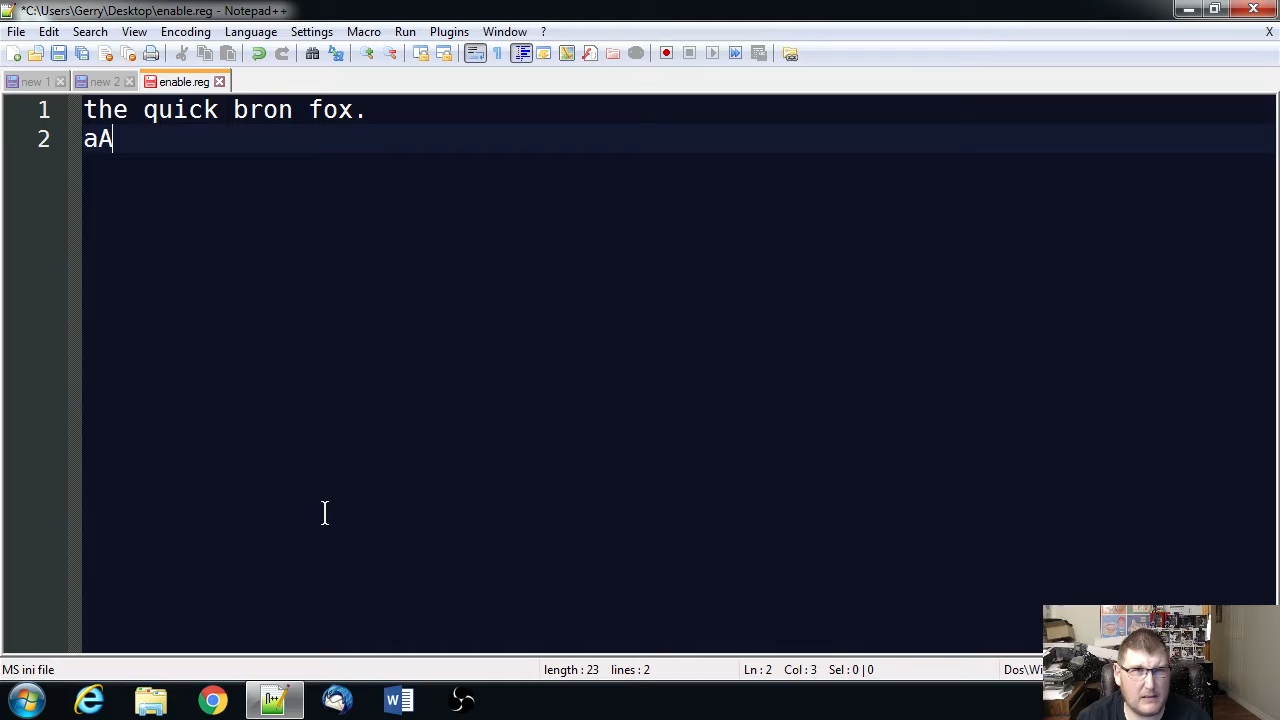 *C:\Users\Gerry\Desktop\enable.reg - Notepad++
File Edit Search View Encoding Language Settings Macro Run Plugins Window ? X
new 1 new 2 enable.reg
1 the quick bron fox.
2 aA
MS ini file length : 23 lines : 2 Ln : 2 Col : 3 Sel : 0 | 0 Dos\Wi